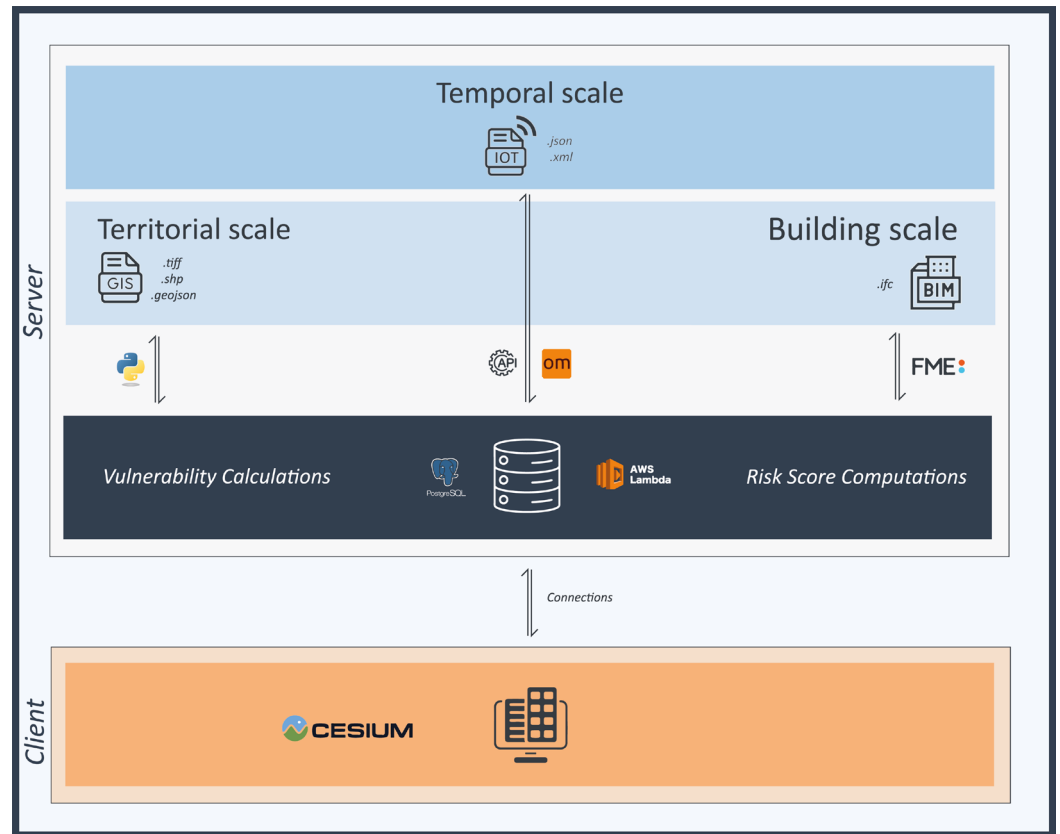 Temporal scale
IOT
.json
.xml
Territorial scale
GIS
.tiff
.shp
.geojson
Building scale
.ifc
BIM
Server
API
om
FME:
Vulnerability Calculations
PostgreSQL
AWS
Lambda
Risk Score Computations
Connections
Client
CESIUM